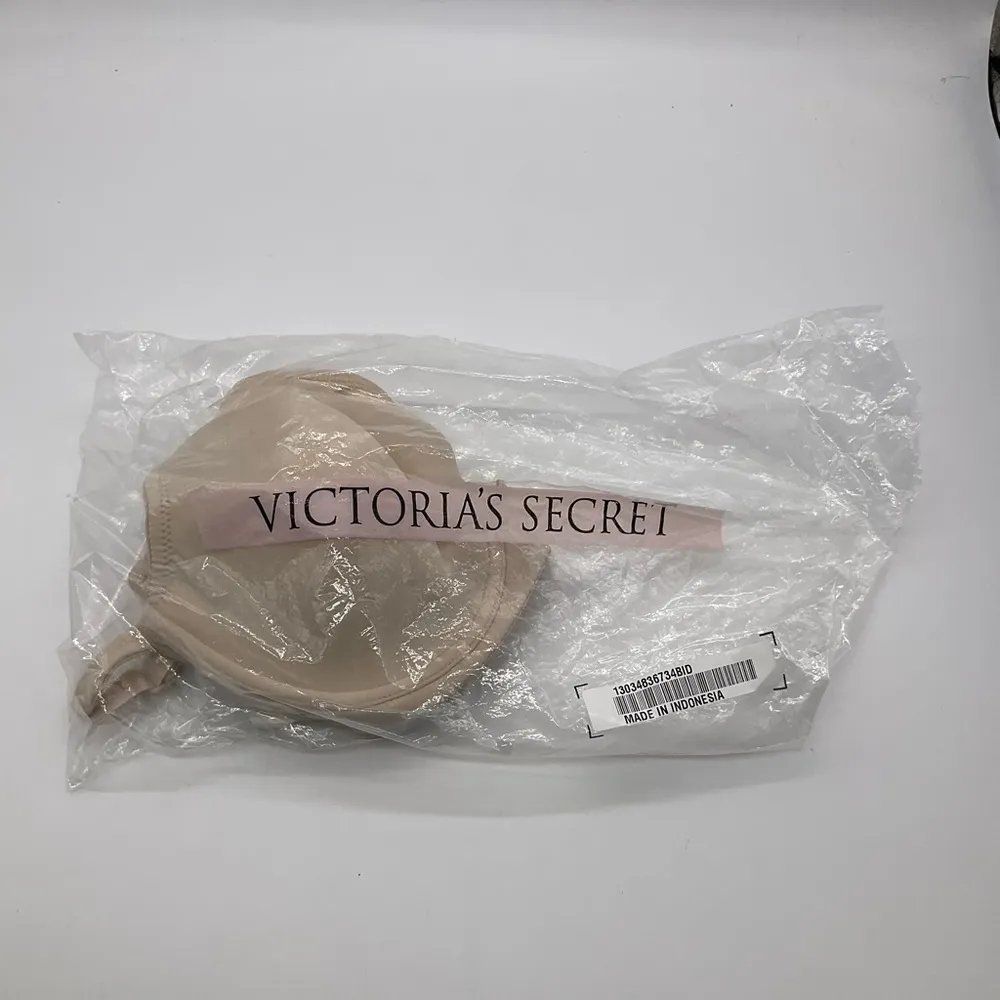 VICTORIA'S SECRET
13034836734BID
MADE IN INDONESIA